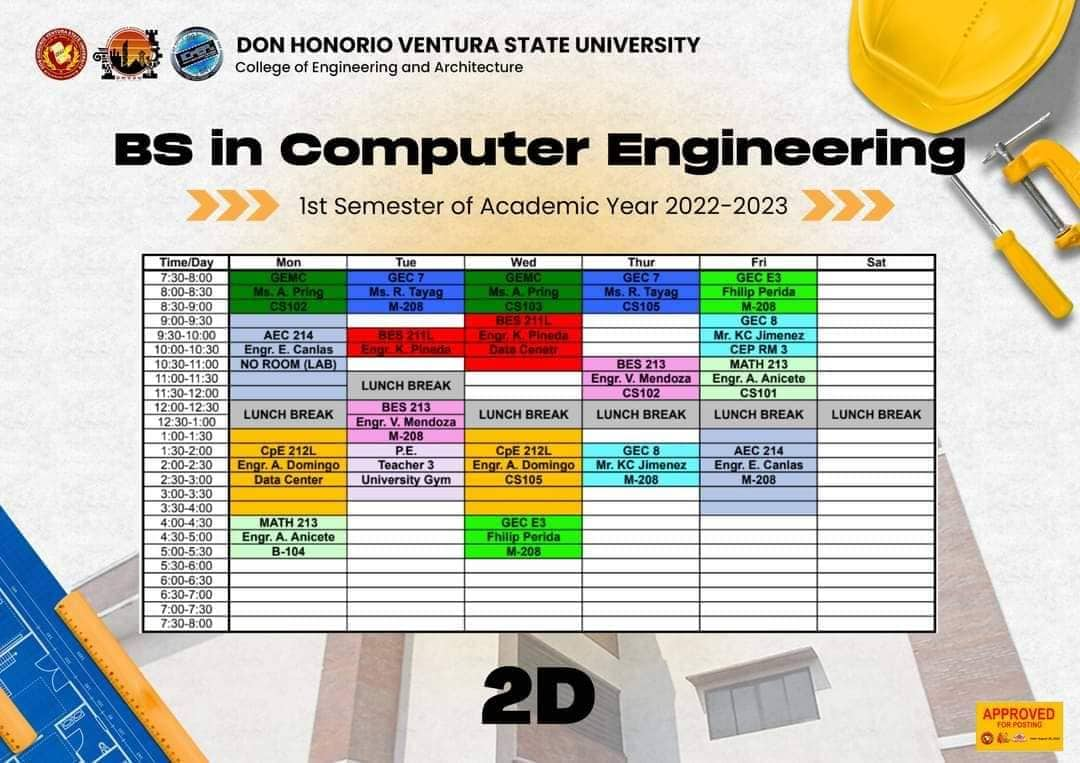 DON HONORIO VENTURA STATE UNIVERSITY
College of Engineering and Architecture
BS in Computer Engineering
1st Semester of Academic Year 2022-2023
Time/Day Mon Tue Wed Thur Fri Sat
7:30-8:00 GEMC GEC 7 GEMC GEC 7 GEC E3
8:00-8:30 Ms. A. Pring Ms. R. Tayag Ms. A. Pring Ms. R. Tayag Fhilip Perida
8:30-9:00 CS102 M-208 CS103 CS105 M-208
9:00-9:30 BES 211L GEC 8
9:30-10:00 AEC 214 BES 211L Engr. K. Pineda Mr. KC Jimenez
10:00-10:30 Engr. E. Canlas Engr. K. Pineda Data Cenetr CEP RM 3
10:30-11:00 NO ROOM (LAB) BES 213 MATH 213
11:00-11:30 LUNCH BREAK Engr. V. Mendoza Engr. A. Anicete
11:30-12:00 CS102 CS101
12:00-12:30 LUNCH BREAK BES 213 LUNCH BREAK LUNCH BREAK LUNCH BREAK LUNCH BREAK
12:30-1:00 Engr. V. Mendoza
1:00-1:30 M-208
1:30-2:00 CpE 212L P.E. CpE 212L GEC 8 AEC 214
2:00-2:30 Engr. A. Domingo Teacher 3 Engr. A. Domingo Mr. KC Jimenez Engr. E. Canlas
2:30-3:00 Data Center University Gym CS105 M-208 M-208
3:00-3:30
3:30-4:00
4:00-4:30 MATH 213 GEC E3
4:30-5:00 Engr. A. Anicete Fhilip Perida
5:00-5:30 B-104 M-208
5:30-6:00
6:00-6:30
6:30-7:00
7:00-7:30
7:30-8:00
2D
APPROVED
FOR POSTING